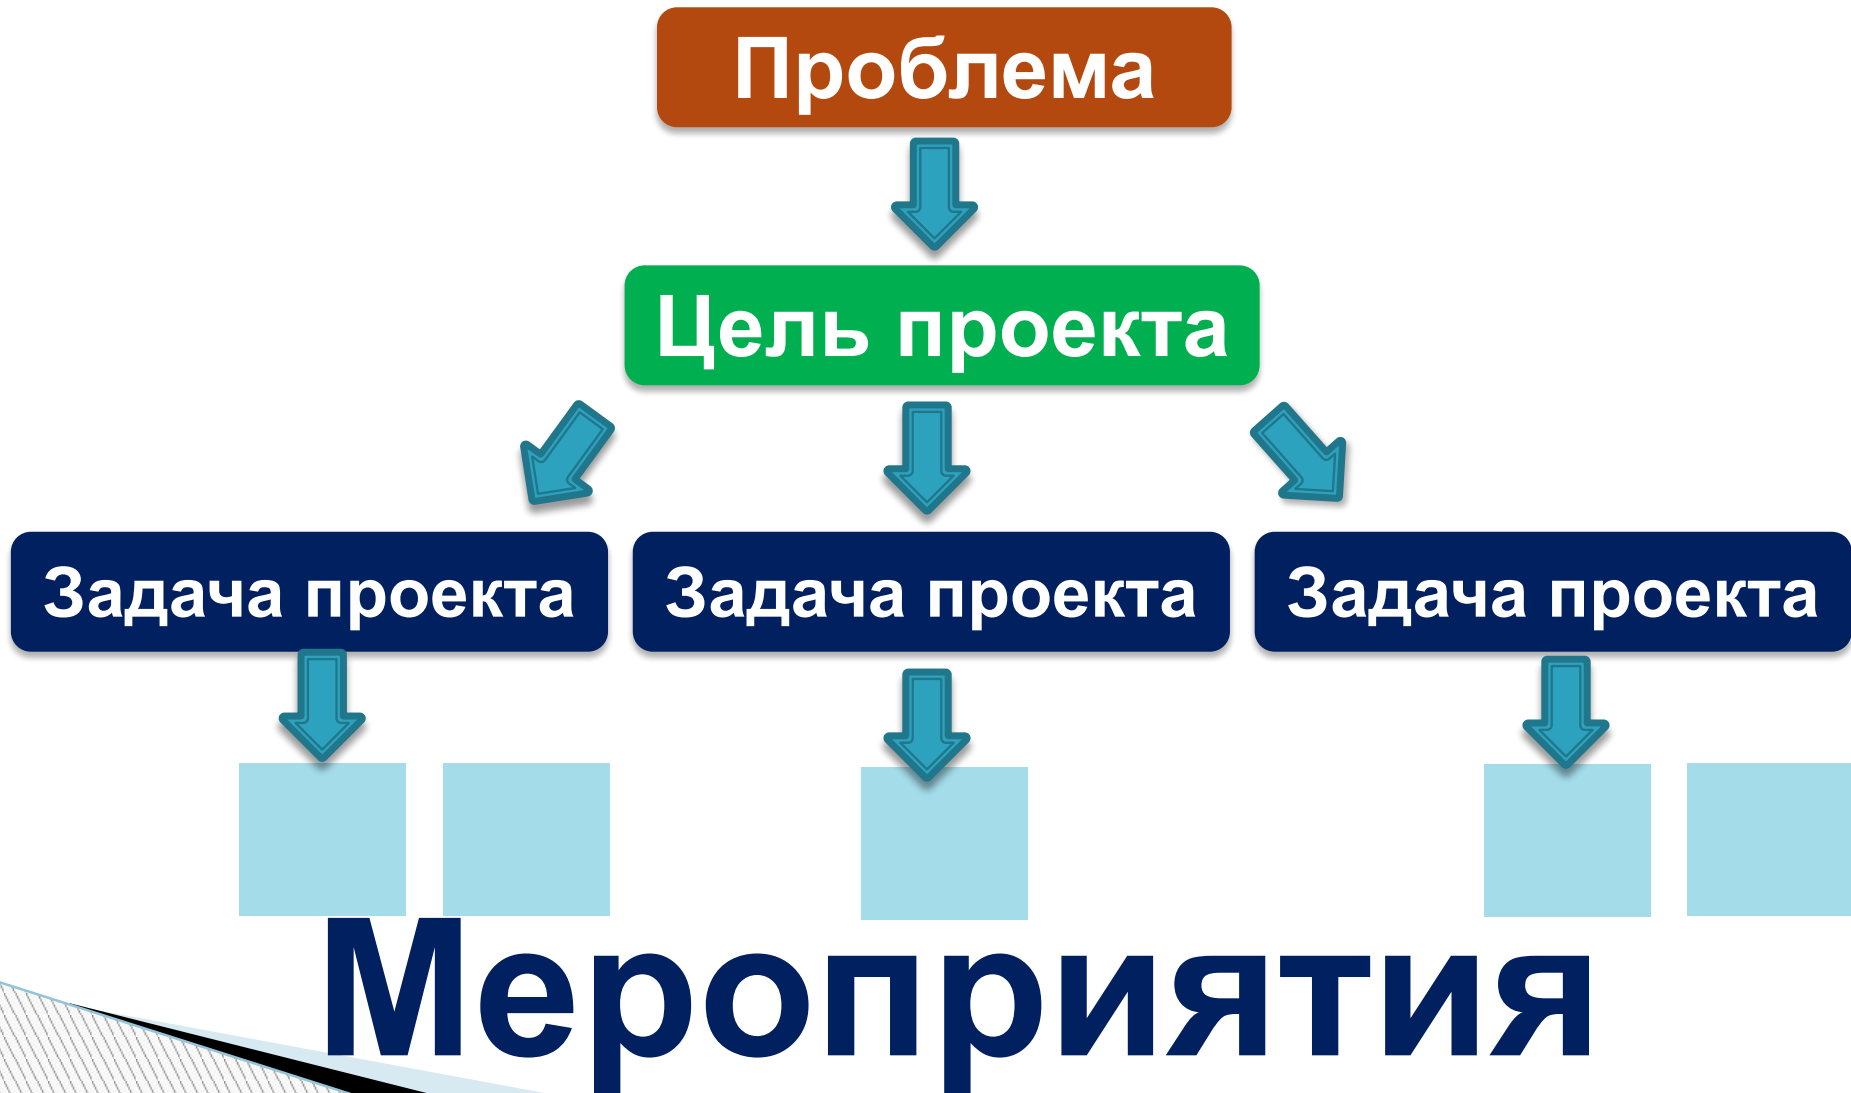 Проблема
Цель проекта
Задача проекта
Задача проекта
Задача проекта
Мероприятия